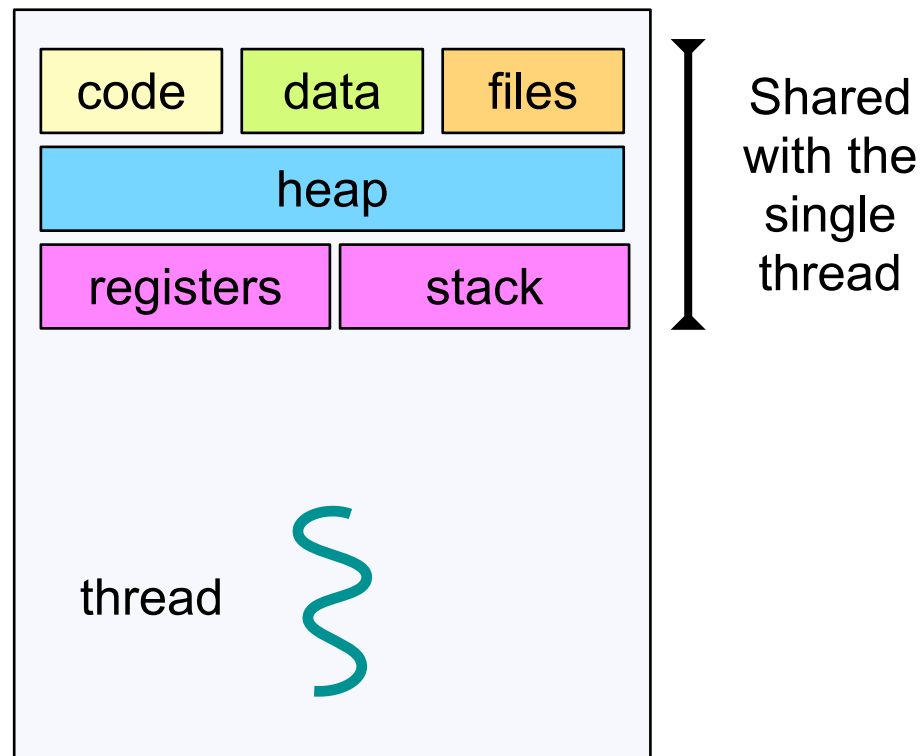 code data files
heap
registers stack
thread
Shared
with the
single
thread